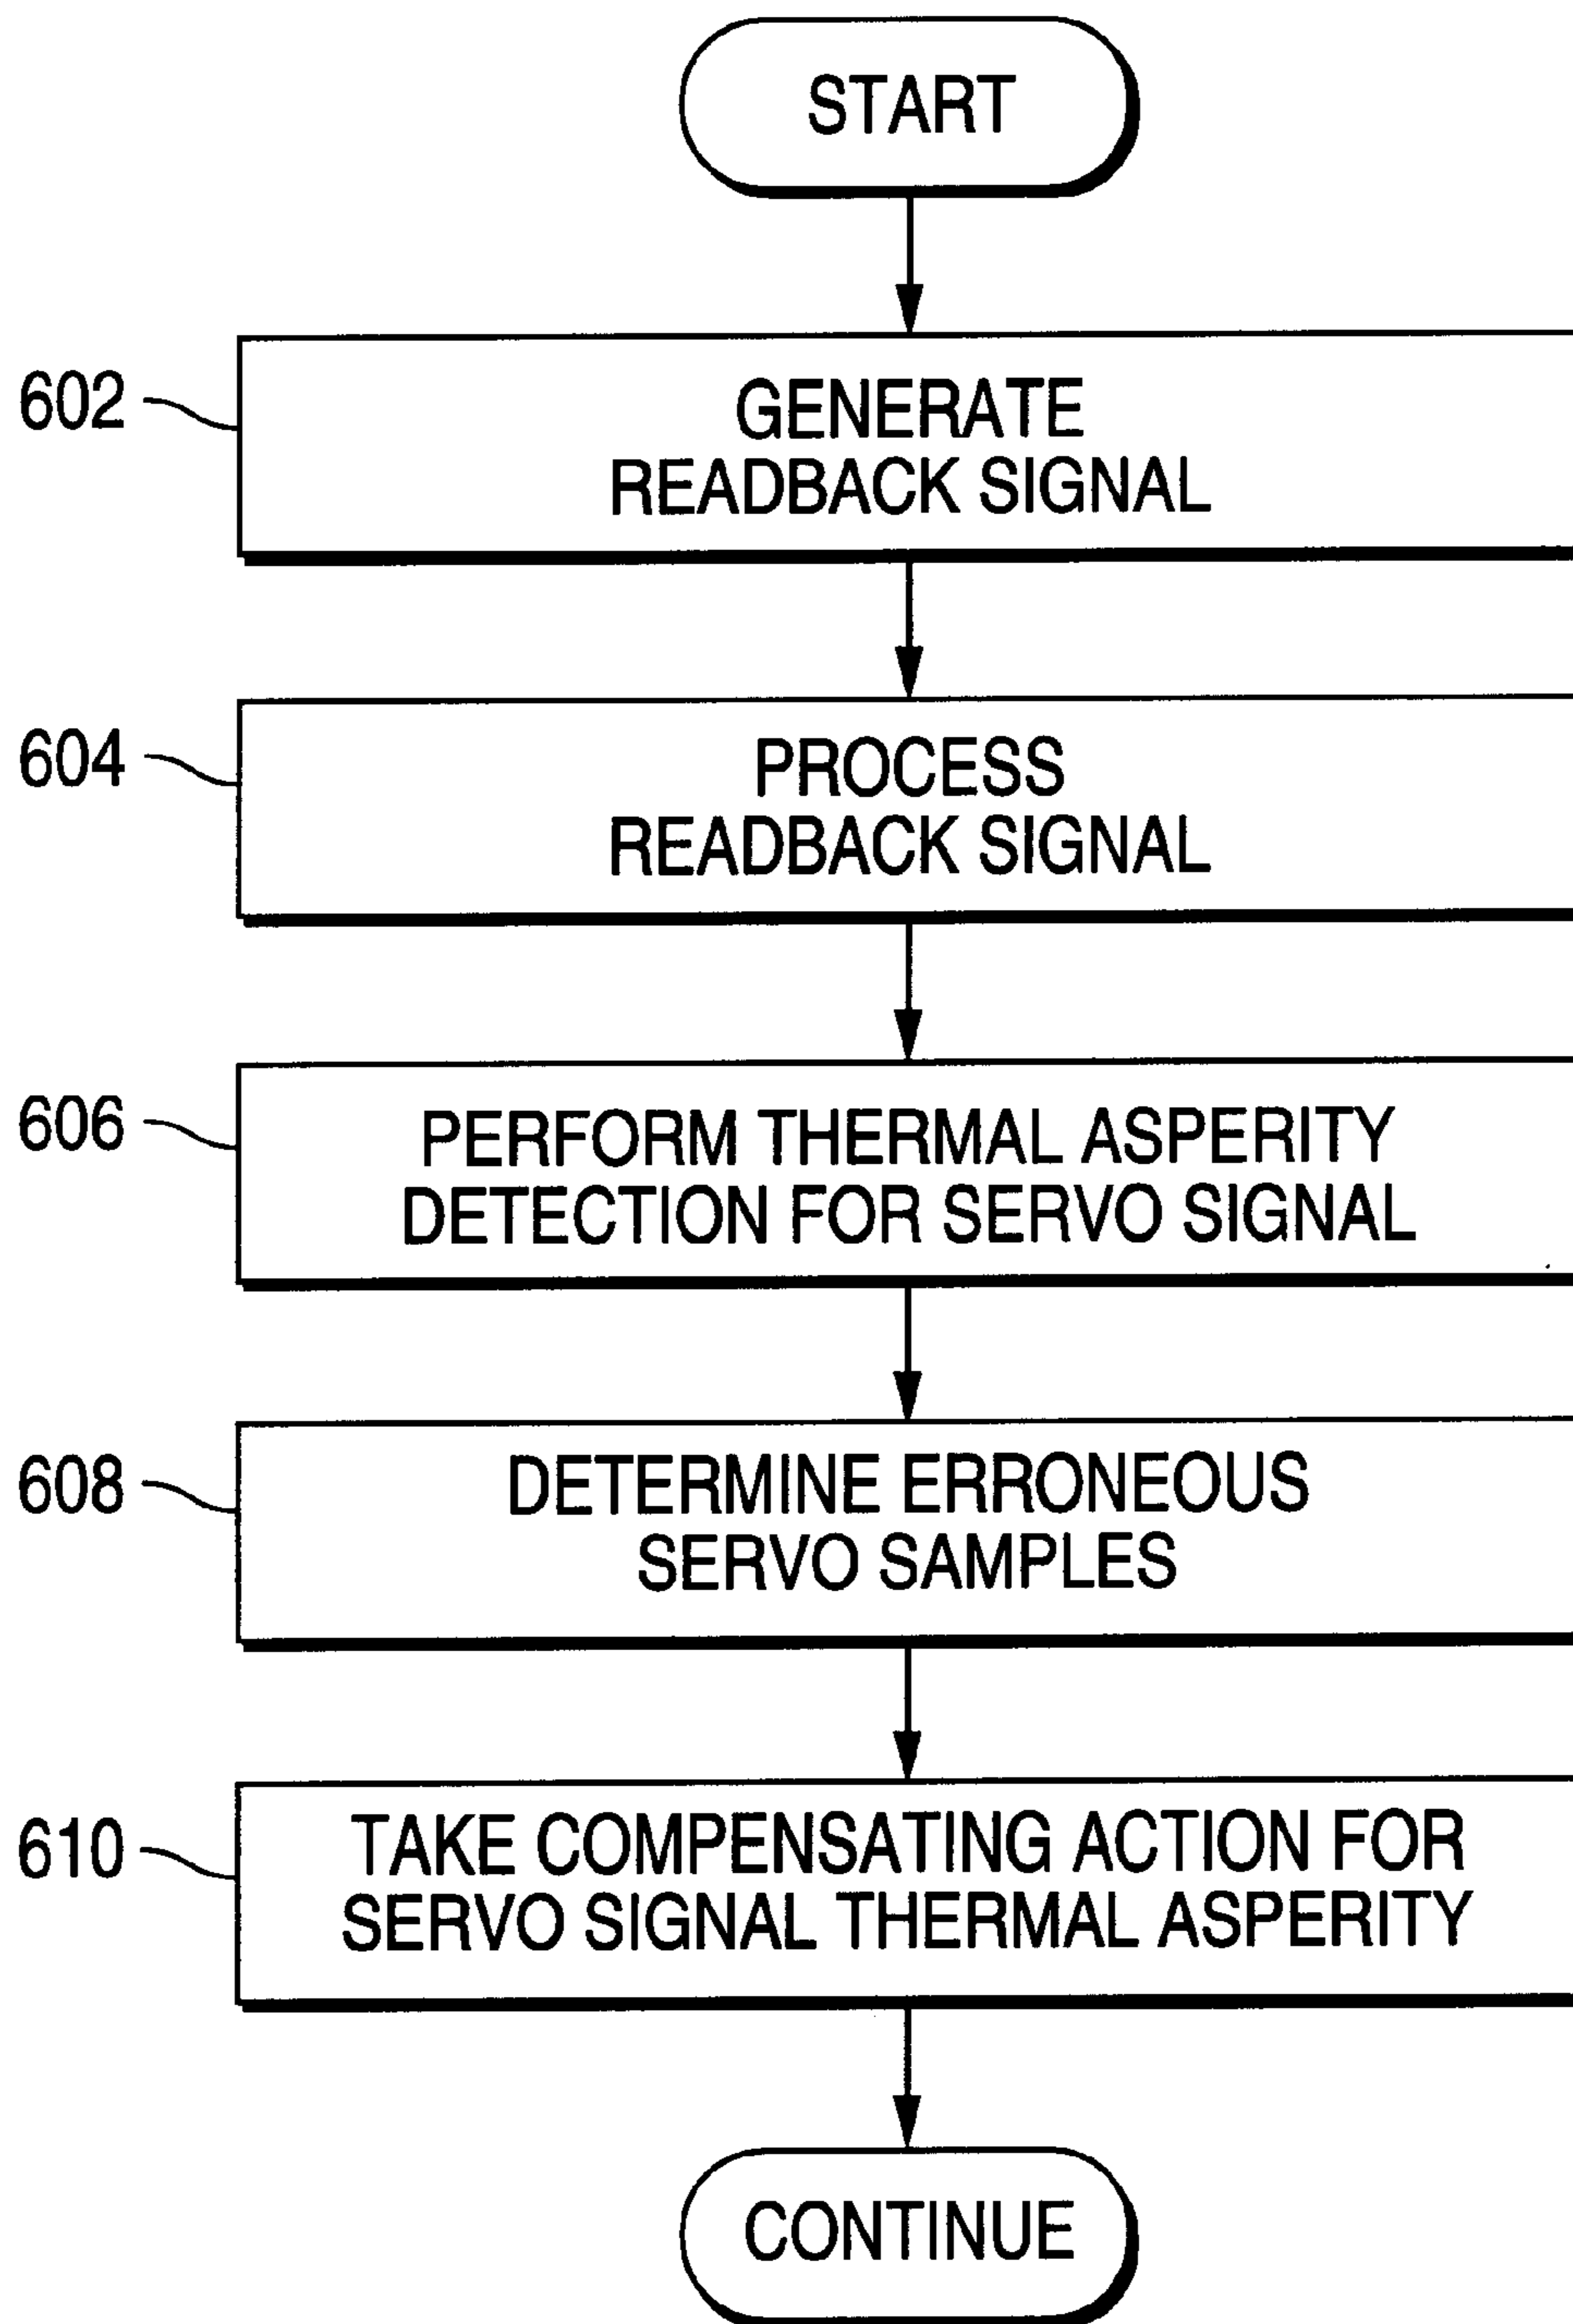 START
602
GENERATE
READBACK SIGNAL
604
PROCESS
READBACK SIGNAL
606
PERFORM THERMAL ASPERITY
DETECTION FOR SERVO SIGNAL
608
DETERMINE ERRONEOUS
SERVO SAMPLES
610
TAKE COMPENSATING ACTION FOR
SERVO SIGNAL THERMAL ASPERITY
CONTINUE